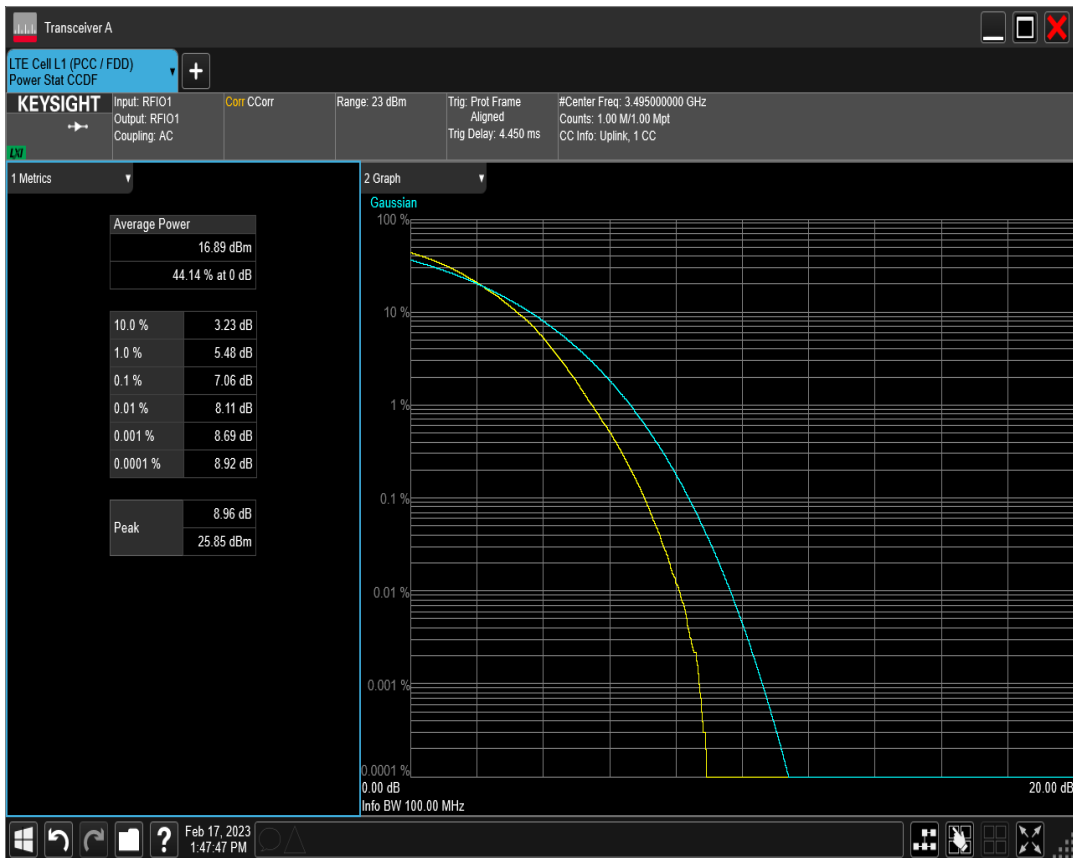 Transceiver A
LTE Cell L1 (PCC / FDD)
Power Stat CCDF
+
KEYSIGHT
LXI
Input: RFIO1
Output: RFIO1
Coupling: AC
Corr CCorr
Range: 23 dBm
Trig: Prot Frame
Aligned
Trig Delay: 4.450 ms
#Center Freq: 3.495000000 GHz
Counts: 1.00 M/1.00 Mpt
CC Info: Uplink, 1 CC
1 Metrics
Average Power
16.89 dBm
44.14 % at 0 dB
10.0 % 3.23 dB
1.0 % 5.48 dB
0.1 % 7.06 dB
0.01 % 8.11 dB
0.001 % 8.69 dB
0.0001 % 8.92 dB
Peak
8.96 dB
25.85 dBm
2 Graph
Gaussian
100 %
10 %
1 %
0.1 %
0.01 %
0.001 %
0.0001 %
0.00 dB 20.00 dB
Info BW 100.00 MHz
?
Feb 17, 2023
1:47:47 PM